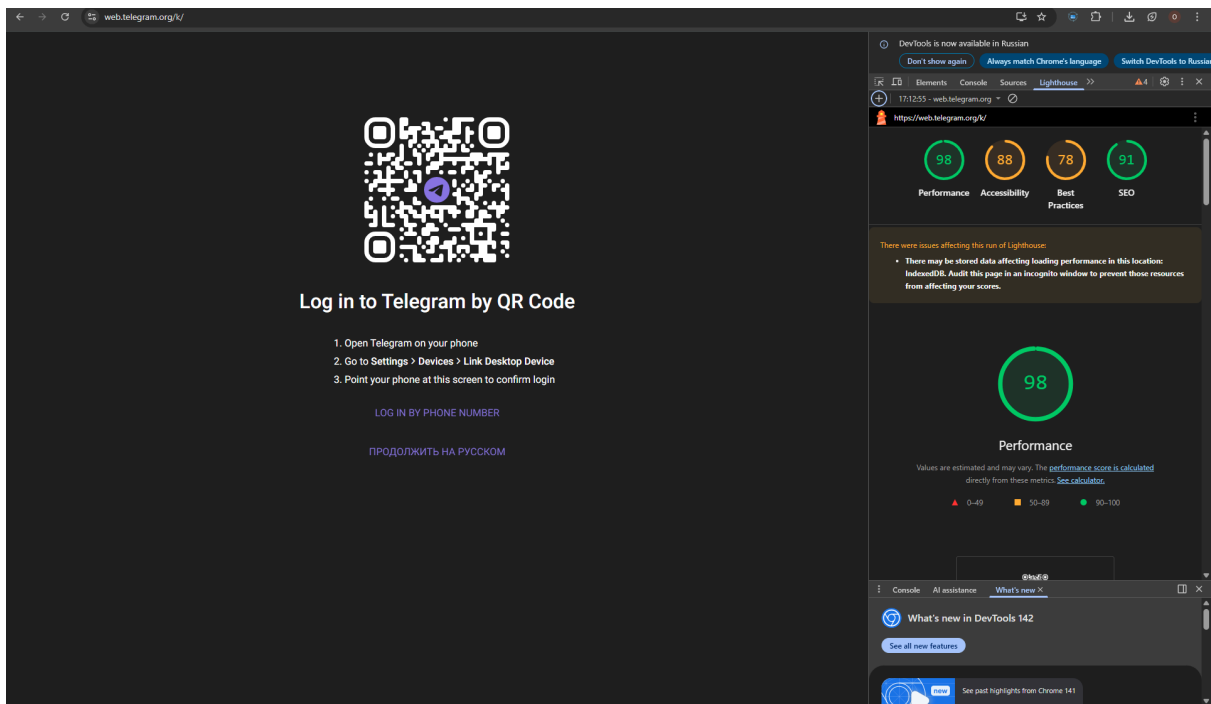 web.telegram.org/k/
Log in to Telegram by QR Code
1. Open Telegram on your phone
2. Go to Settings > Devices > Link Desktop Device
3. Point your phone at this screen to confirm login
LOG IN BY PHONE NUMBER
ПРОДОЛЖИТЬ НА РУССКОМ
DevTools is now available in Russian
Don't show again Always match Chrome's language Switch DevTools to Russian
Elements Console Sources Lighthouse 4
17:12:55 - web.telegram.org
https://web.telegram.org/k/
98 88 78 91
Performance Accessibility Best Practices SEO
There were issues affecting this run of Lighthouse:
• There may be stored data affecting loading performance in this location:
IndexedDB. Audit this page in an incognito window to prevent those resources
from affecting your scores.
98
Performance
Values are estimated and may vary. The performance score is calculated
directly from these metrics. See calculator.
0–49 50–89 90–100
Console AI assistance What's new
What's new in DevTools 142
See all new features
new See past highlights from Chrome 141